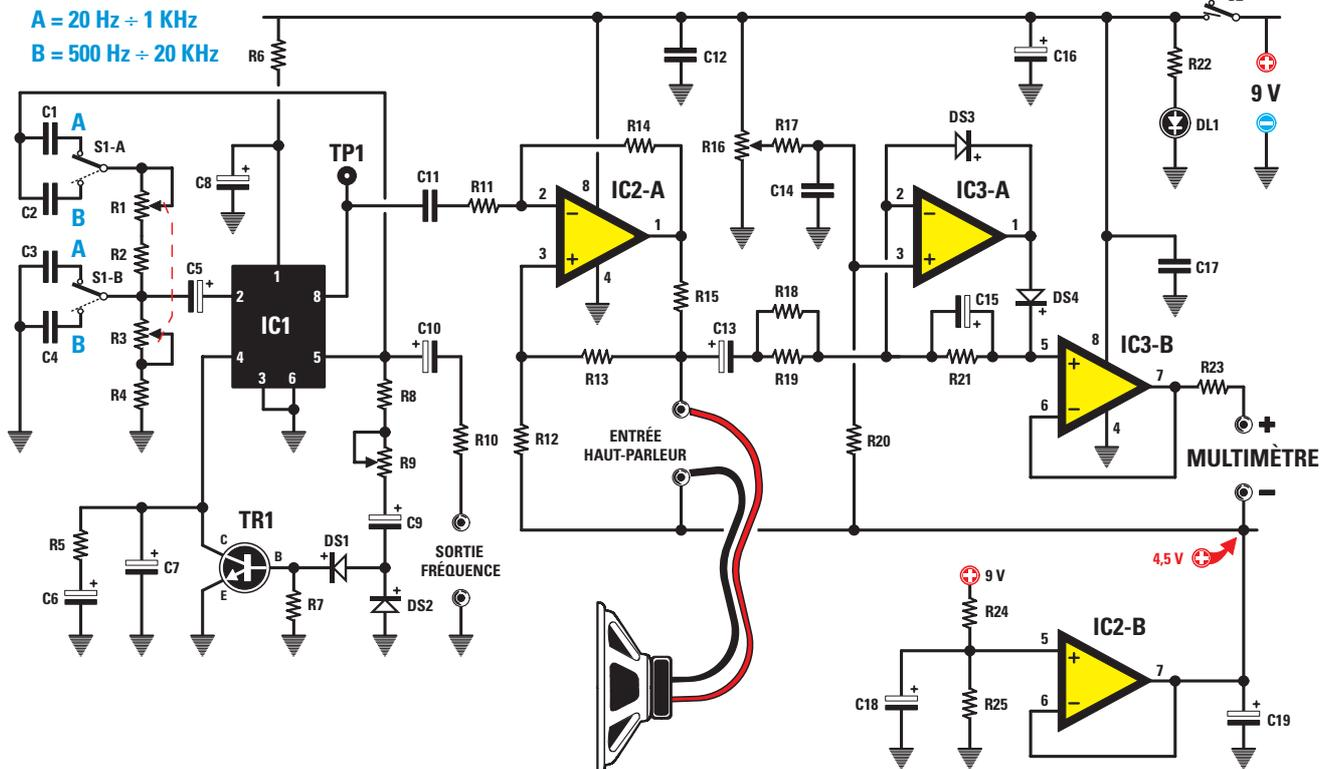 A = 20 Hz ÷ 1 KHz
B = 500 Hz ÷ 20 KHz
R6
C12
C16
R22
9 V
DL1
C1
A
S1-A
C2
B
R1
C8
TP1
C11
R11
R14
2
8
IC2-A
1
3
4
R16
R17
C14
DS3
2
IC3-A
1
3
C17
C3
A
R2
S1-B
C5
C4
B
R3
R4
1
2
8
IC1
4
5
3
6
C10
R15
R18
C13
R19
C15
R21
DS4
5
8
IC3-B
7
6
4
R23
R13
R8
R9
R10
R12
ENTRÉE
HAUT-PARLEUR
R20
+
MULTIMÈTRE
−
C9
TR1
R5
C6
C7
C
B
E
DS1
R7
DS2
SORTIE
FRÉQUENCE
4,5 V
9 V
R24
IC2-B
5
7
6
C18
R25
C19